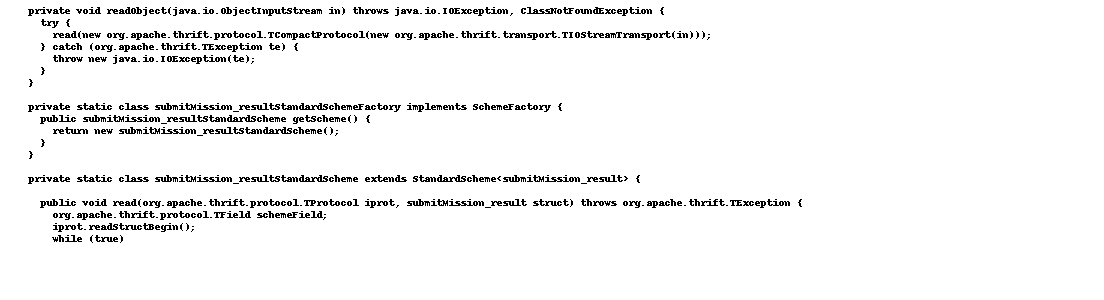 private void readObject(java.io.ObjectInputStream in) throws java.io.IOException, ClassNotFoundException {
try {
read(new org.apache.thrift.protocol.TCompactProtocol(new org.apache.thrift.transport.TIOStreamTransport(in)));
} catch (org.apache.thrift.TException te) {
throw new java.io.IOException(te);
}
}
private static class submitMission_resultStandardSchemeFactory implements SchemeFactory {
public submitMission_resultStandardScheme getScheme() {
return new submitMission_resultStandardScheme();
}
}
private static class submitMission_resultStandardScheme extends StandardScheme<submitMission_result> {
public void read(org.apache.thrift.protocol.TProtocol iprot, submitMission_result struct) throws org.apache.thrift.TException {
org.apache.thrift.protocol.TField schemeField;
iprot.readStructBegin();
while (true)